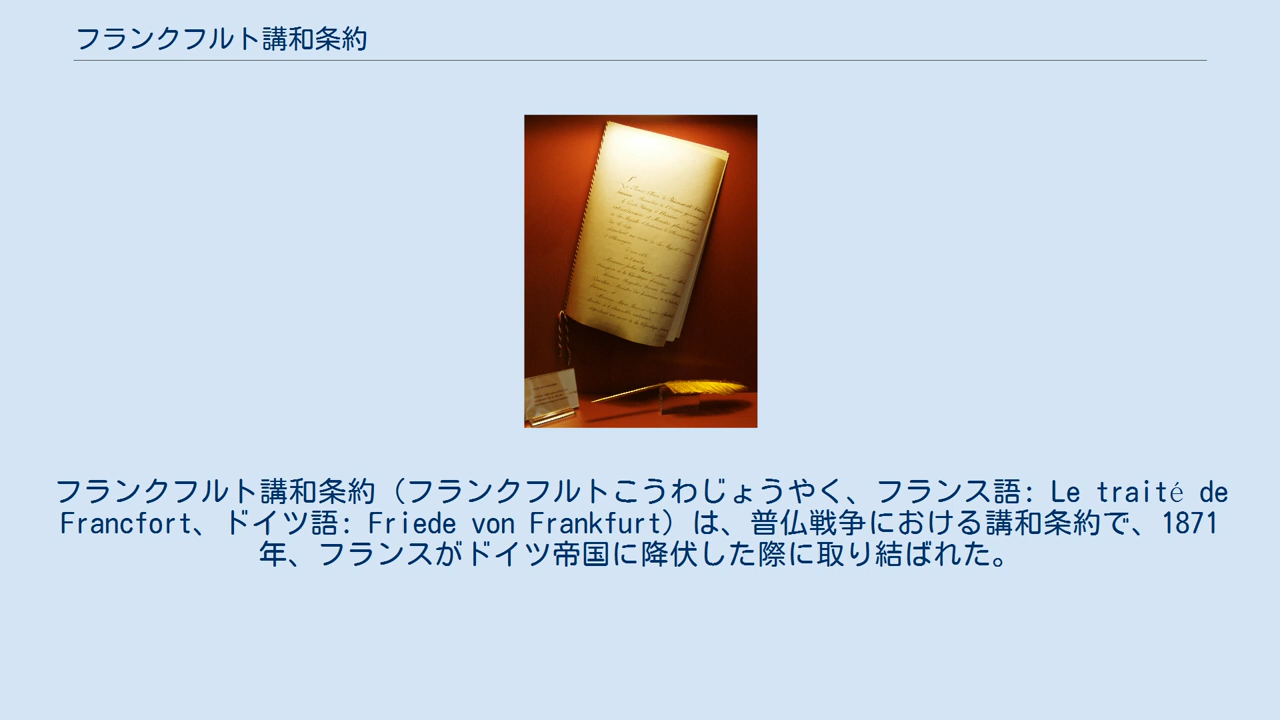 フランクフルト講和条約
フランクフルト講和条約（フランクフルトこうわじょうやく、フランス語: Le traité de
Francfort、ドイツ語: Friede von Frankfurt）は、普仏戦争における講和条約で、1871
年、フランスがドイツ帝国に降伏した際に取り結ばれた。